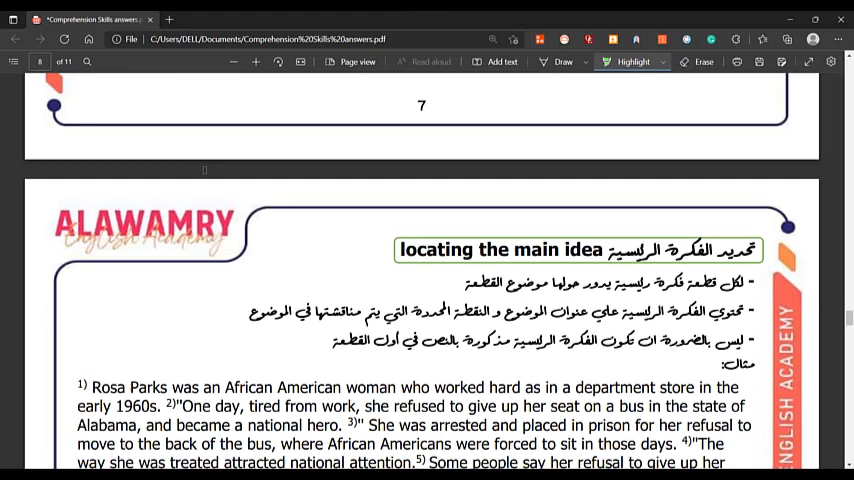 *Comprehension Skills answers.p
File
C:/Users/DELL/Documents/Comprehension%20Skills%20answers.pdf
8 of 11
Page view
Read aloud
Add text
Draw
Highlight
Erase
7
ALAWAMRY
English Academy
تحديد الفكرة الرئيسية locating the main idea
- لكل قطعة فكرة رئيسية يدور حولها موضوع القطعة
- تحتوي الفكرة الرئيسية علي عنوان الموضوع و النقطة المحددة التي يتم مناقشتها في الموضوع
- ليس بالضرورة ان تكون الفكرة الرئيسية مذكورة بالنص في أول القطعة
مثال:
1) Rosa Parks was an African American woman who worked hard as in a department store in the
early 1960s. 2)"One day, tired from work, she refused to give up her seat on a bus in the state of
Alabama, and became a national hero. 3)" She was arrested and placed in prison for her refusal to
move to the back of the bus, where African Americans were forced to sit in those days. 4)"The
way she was treated attracted national attention.5) Some people say her refusal to give up her
ENGLISH ACADEMY